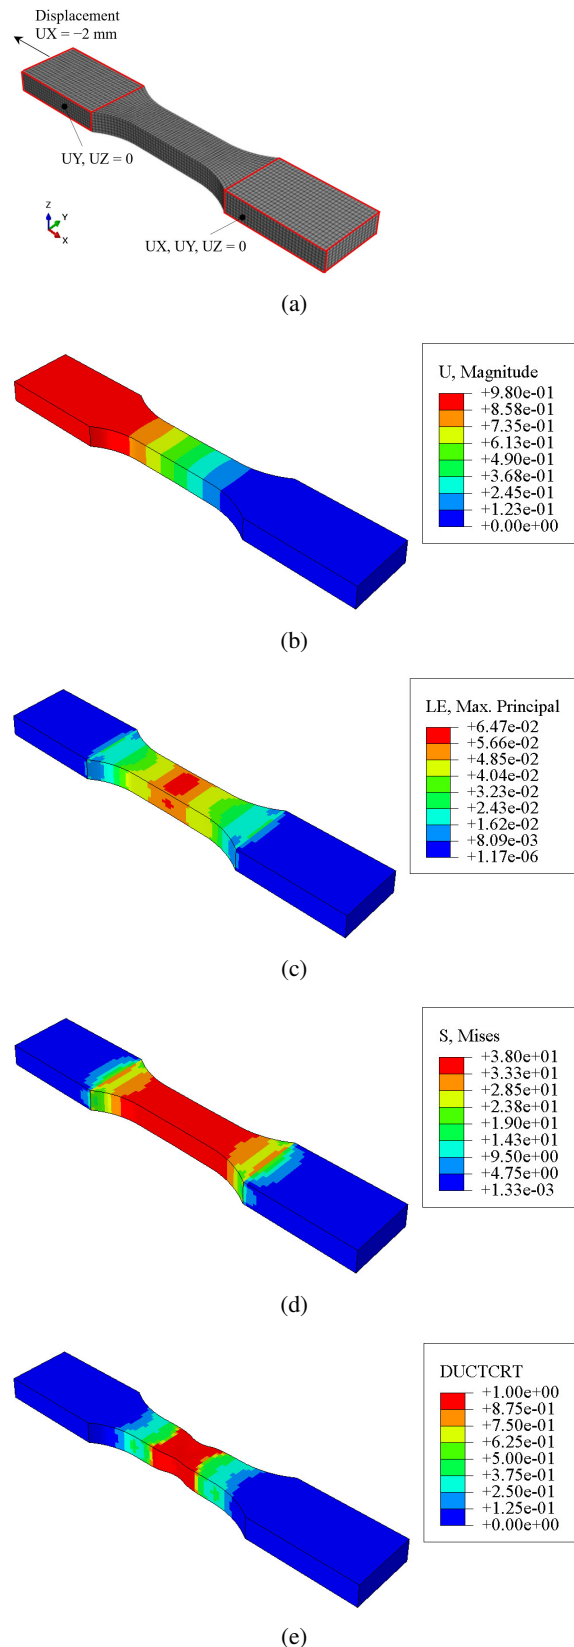 Displacement
UX = −2 mm
UY, UZ = 0
Z
Y
X
UX, UY, UZ = 0
(a)
U, Magnitude
+9.80e-01
+8.58e-01
+7.35e-01
+6.13e-01
+4.90e-01
+3.68e-01
+2.45e-01
+1.23e-01
+0.00e+00
(b)
LE, Max. Principal
+6.47e-02
+5.66e-02
+4.85e-02
+4.04e-02
+3.23e-02
+2.43e-02
+1.62e-02
+8.09e-03
+1.17e-06
(c)
S, Mises
+3.80e+01
+3.33e+01
+2.85e+01
+2.38e+01
+1.90e+01
+1.43e+01
+9.50e+00
+4.75e+00
+1.33e-03
(d)
DUCTCRT
+1.00e+00
+8.75e-01
+7.50e-01
+6.25e-01
+5.00e-01
+3.75e-01
+2.50e-01
+1.25e-01
+0.00e+00
(e)